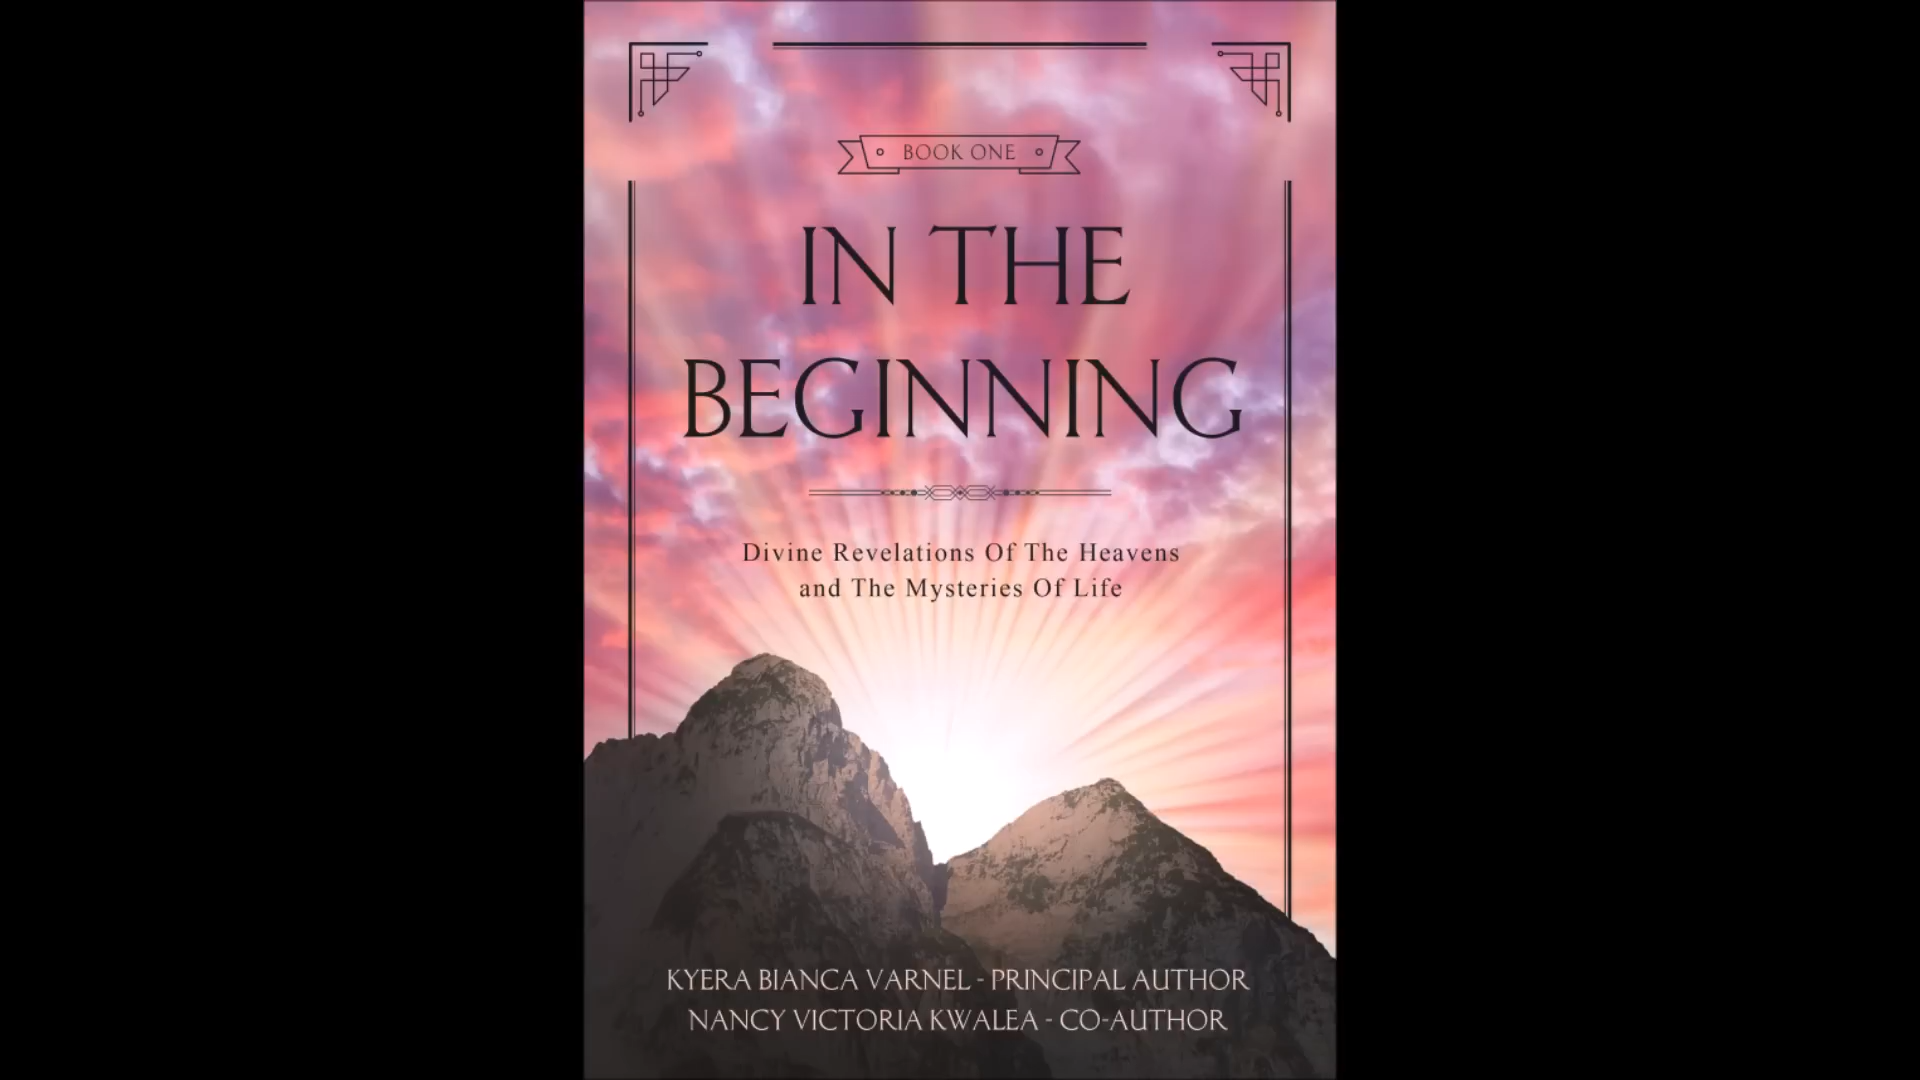 BOOK ONE
IN THE
BEGINNING
Divine Revelations Of The Heavens
and The Mysteries Of Life
KYERA BIANCA VARNEL - PRINCIPAL AUTHOR
NANCY VICTORIA KWALEA - CO-AUTHOR